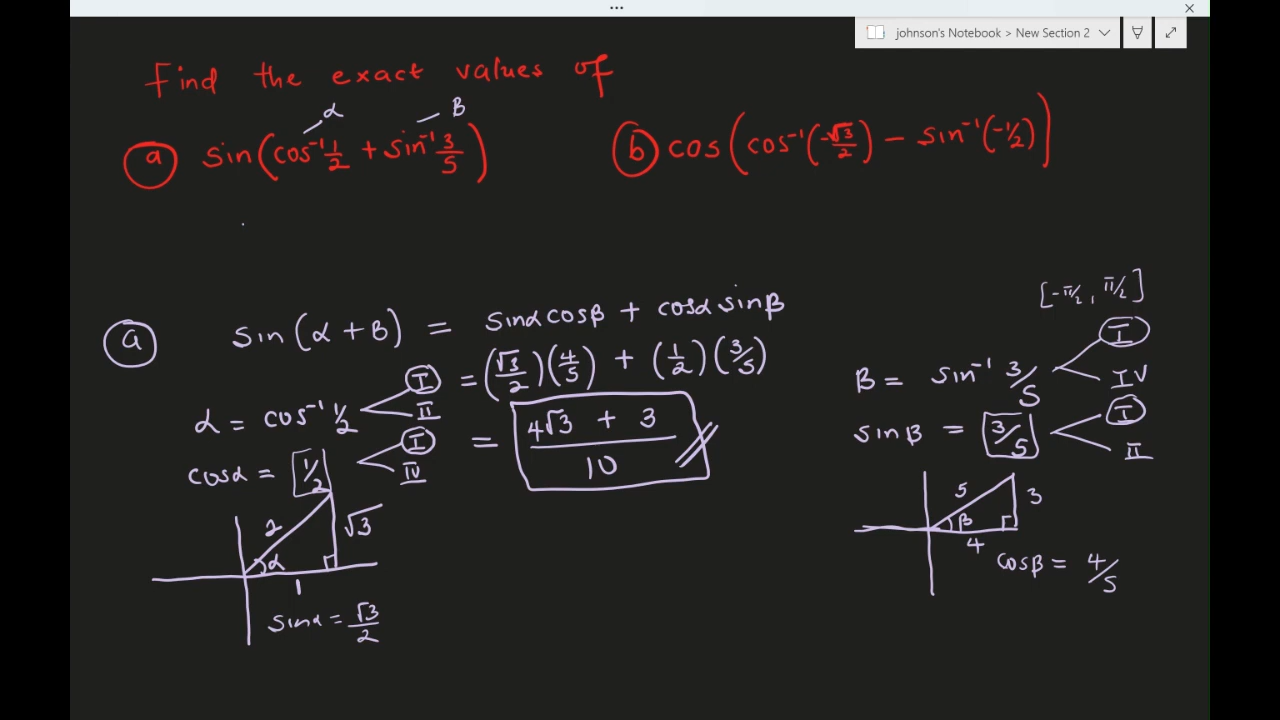 johnson's Notebook > New Section 2
Find the exact values of
α β
ⓐ sin(cos⁻¹ 1/2 + sin⁻¹ 3/5)
ⓑ cos(cos⁻¹(-√3/2) − sin⁻¹(-1/2))
ⓐ sin(α + β) = sinα cosβ + cosα sinβ
= (√3/2)(4/5) + (1/2)(3/5)
= 4√3 + 3 / 10
α = cos⁻¹ 1/2 I II
cosα = 1/2 I IV
2 √3
α
1
sinα = √3/2
[-π/2, π/2]
β = sin⁻¹ 3/5 I IV
sinβ = 3/5 I II
5 3
β
4
cosβ = 4/5